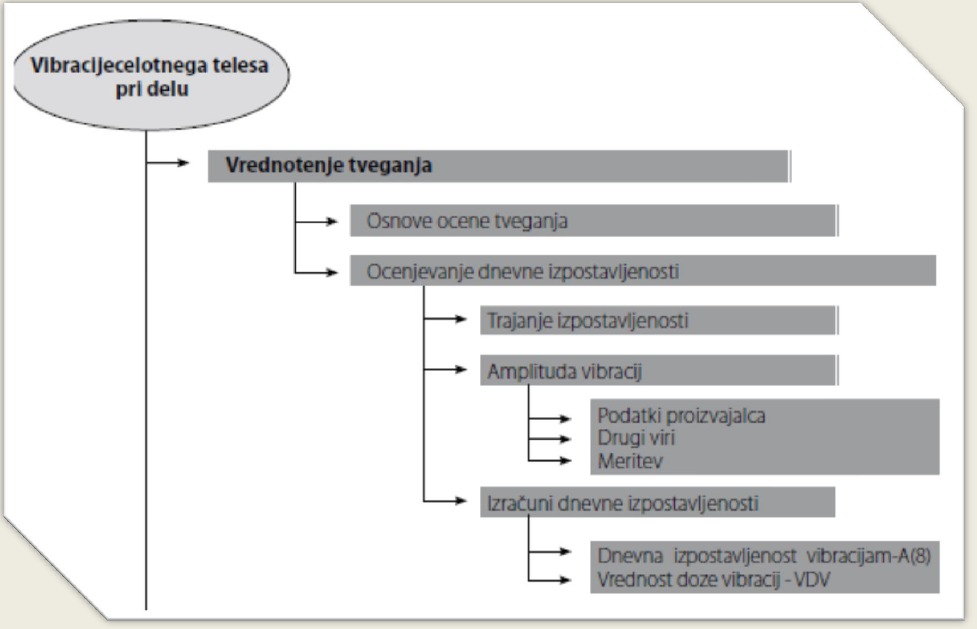 Vibracijecelotnega telesa
pri delu
Vrednotenje tveganja
Osnove ocene tveganja
Ocenjevanje dnevne izpostavljenosti
Trajanje izpostavljenosti
Amplituda vibracij
Podatki proizvajalca
Drugi viri
Meritev
Izračuni dnevne izpostavljenosti
Dnevna izpostavljenost vibracijam-A(8)
Vrednost doze vibracij - VDV